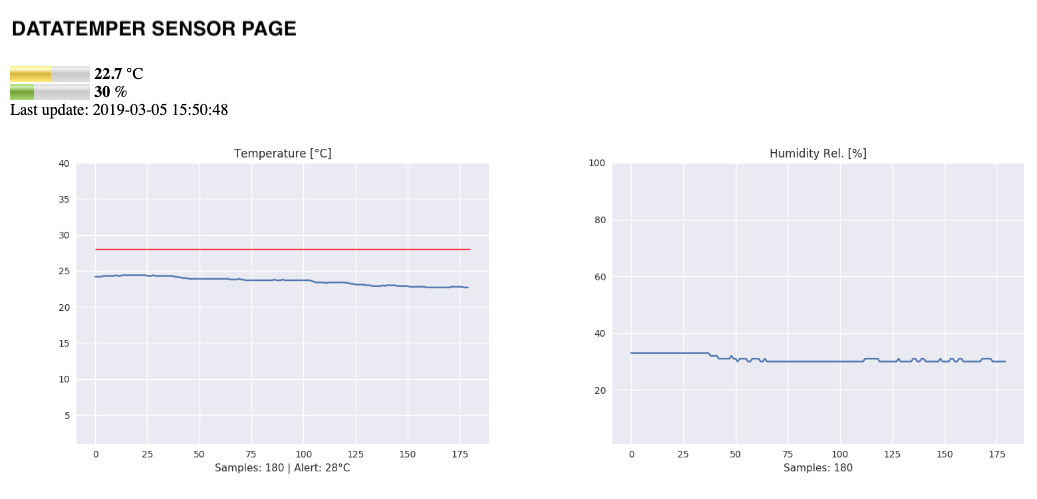 DATATEMPER SENSOR PAGE
22.7 °C
30 %
Last update: 2019-03-05 15:50:48
Temperature [°C]
40
35
30
25
20
15
10
5
0 25 50 75 100 125 150 175
Samples: 180 | Alert: 28°C
Humidity Rel. [%]
100
80
60
40
20
0 25 50 75 100 125 150 175
Samples: 180